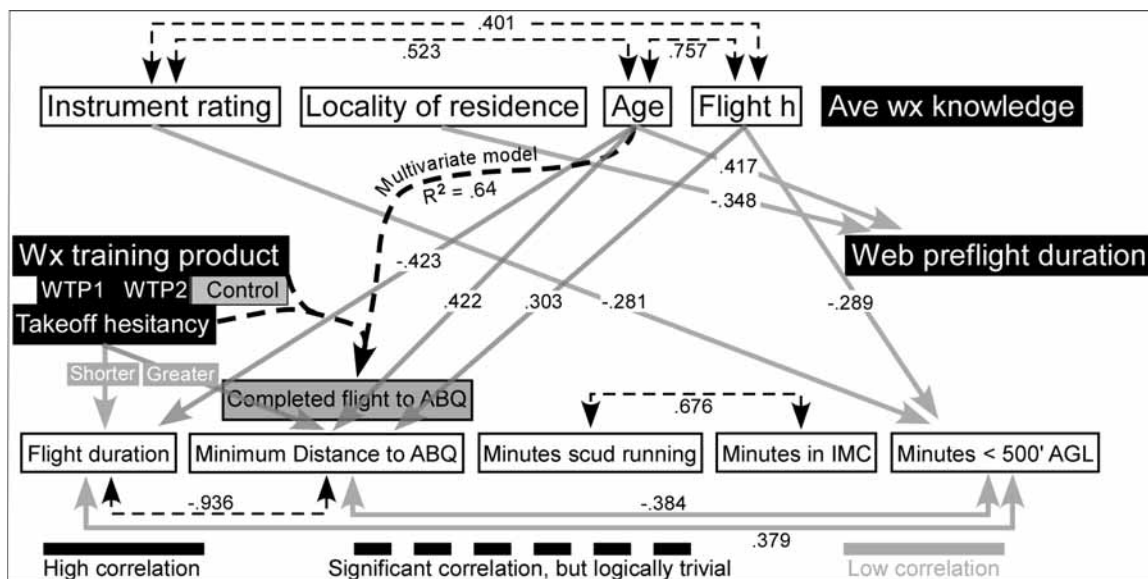 .401
.523
.757
Instrument rating
Locality of residence
Age
Flight h
Ave wx knowledge
Multivariate model
R² = .64
.417
-.348
Wx training product
WTP1 WTP2 Control
Takeoff hesitancy
Web preflight duration
-.423
.422
.303
-.281
-.289
Shorter
Greater
Completed flight to ABQ
.676
Flight duration
Minimum Distance to ABQ
Minutes scud running
Minutes in IMC
Minutes < 500' AGL
-.936
-.384
.379
High correlation
Significant correlation, but logically trivial
Low correlation